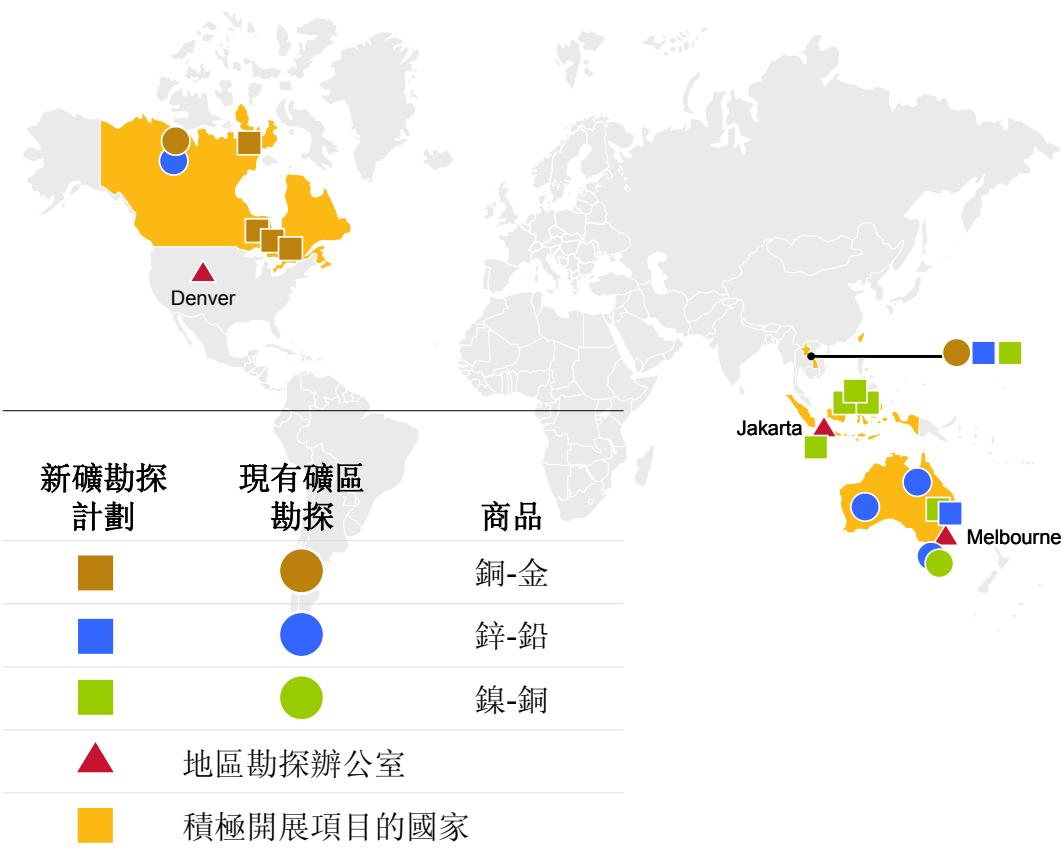 Denver
Jakarta
Melbourne
新礦勘探
計劃
現有礦區
勘探
商品
銅-金
鋅-鉛
鎳-銅
地區勘探辦公室
積極開展項目的國家